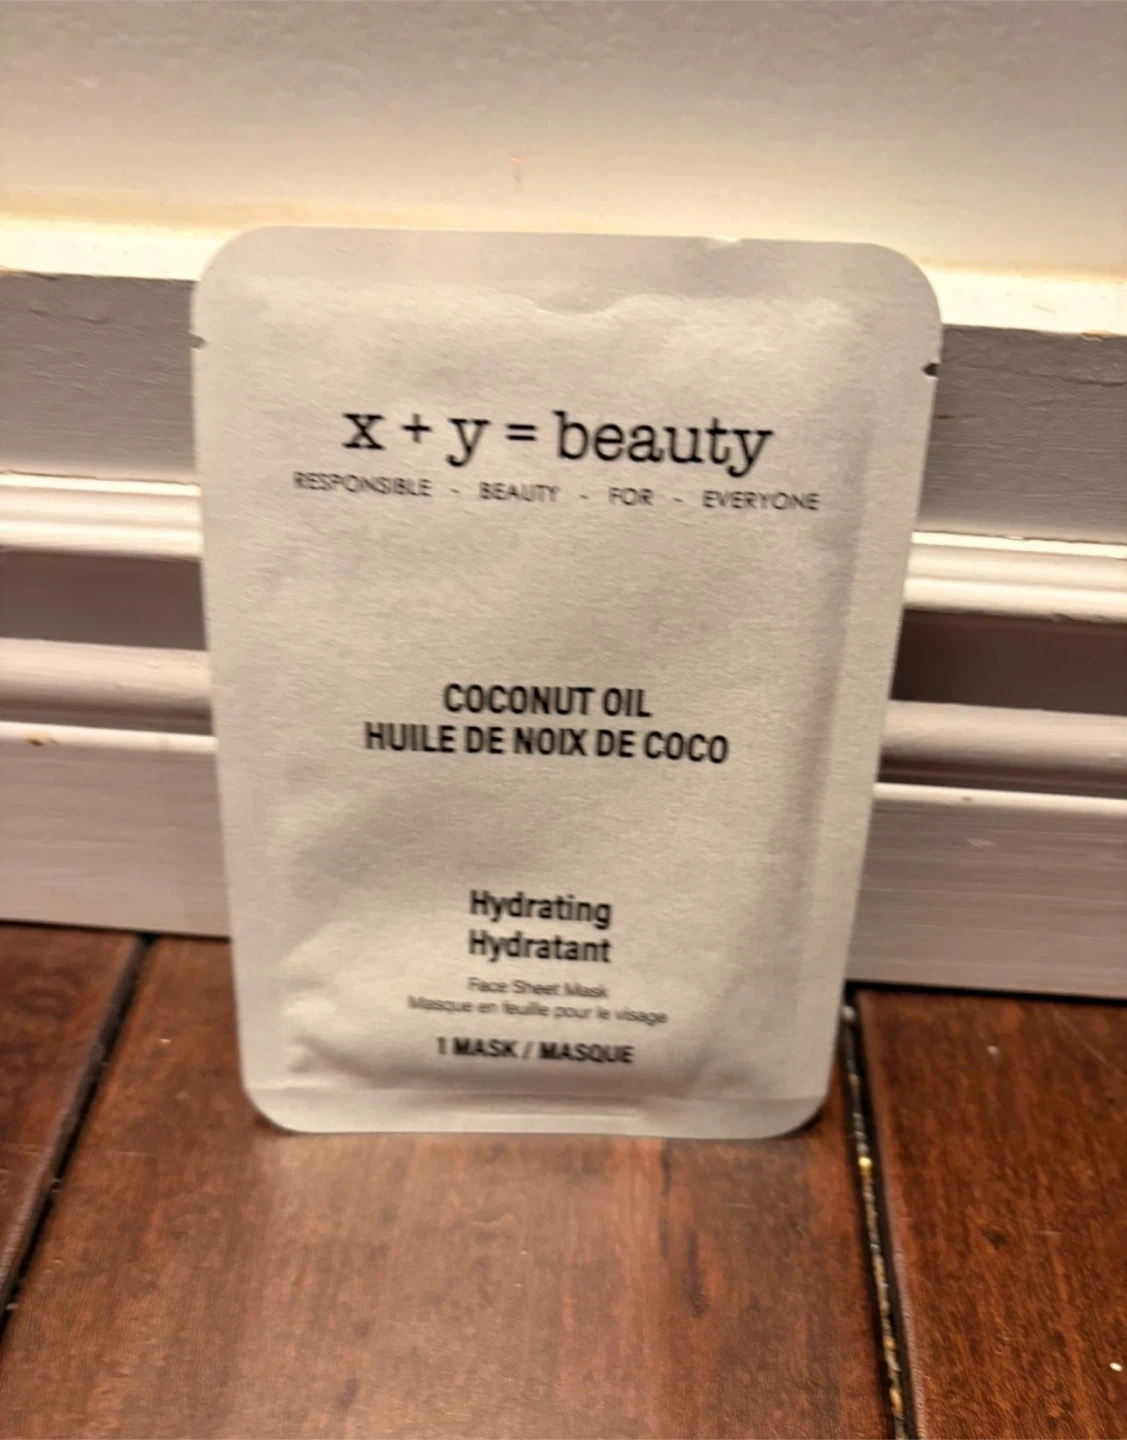 x + y = beauty
RESPONSIBLE - BEAUTY - FOR - EVERYONE
COCONUT OIL
HUILE DE NOIX DE COCO
Hydrating
Hydratant
Face Sheet Mask
Masque en feuille pour le visage
1 MASK / MASQUE